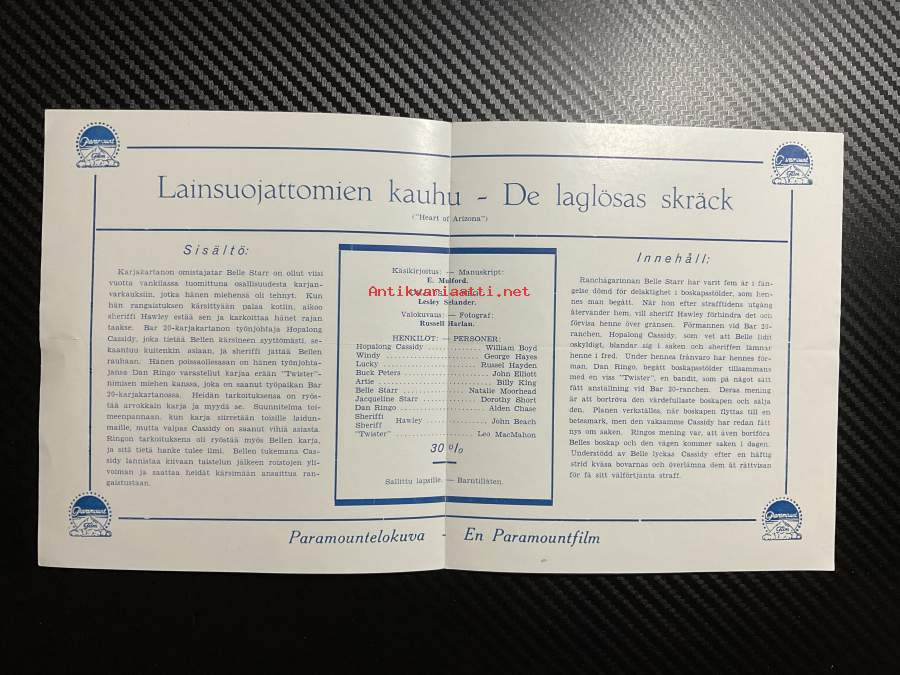 Paramount
Film
Paramount
Film
Lainsuojattomien kauhu - De laglösas skräck
("Heart of Arizona")
Sisältö:
Karjakartanon omistajatar Belle Starr on ollut viisi
vuotta vankilassa tuomittuna osallisuudesta karjan-
varkauksiin, jotka hänen miehensä oli tehnyt. Kun
hän rangaistuksen kärsittyään palaa kotiin, aikoo
sheriffi Hawley estää sen ja karkoittaa hänet rajan
taakse. Bar 20-karjakartanon työnjohtaja Hopalong
Cassidy, joka tietää Bellen kärsineen syyttömästi, se-
kaantuu kuitenkin asiaan, ja sheriffi jättää Bellen
rauhaan. Hänen poissaollessaan on hänen työnjohta-
jansa Dan Ringo varastellut karjaa erään "Twister"-
nimisen miehen kanssa, joka on saanut työpaikan Bar
20-karjakartanossa. Heidän tarkoituksensa on ryös-
tää arvokkain karja ja myydä se. Suunnitelma toi-
meenpannaan, kun karja siirretään toisille laidun-
maille, mutta valpas Cassidy on saanut vihiä asiasta.
Ringon tarkoituksena oli ryöstää myös Bellen karja,
ja sitä tietä hanke tulee ilmi. Bellen tukemana Cas-
sidy lannistaa kiivaan taistelun jälkeen roistojen yli-
voiman ja saattaa heidät kärsimään ansaittua ran-
gaistustaan.
Käsikirjoitus: — Manuskript:
E. Mulford.
Antikvariaatti.net
Lesley Selander.
Valokuvaus: — Fotograf:
Russell Harlan.
HENKILÖT: — PERSONER:
Hopalong Cassidy .......... William Boyd
Windy .......... George Hayes
Lucky .......... Russel Hayden
Buck Peters .......... John Elliott
Artie .......... Billy King
Belle Starr .......... Natalie Moorhead
Jacqueline Starr .......... Dorothy Short
Dan Ringo .......... Alden Chase
Sheriffi
Hawley .......... John Beach
Sheriff
"Twister" .......... Leo MacMahon
30 %
Sallittu lapsille. — Barntillåten.
Innehåll:
Ranchägarinnan Belle Starr har varit fem år i fän-
gelse dömd för delaktighet i boskapsstölder, som hen-
nes man begått. När hon efter strafftidens utgång
återvänder hem, vill sheriff Hawley förhindra det och
förvisa henne över gränsen. Förmannen vid Bar 20-
ranchen, Hopalong Cassidy, som vet att Belle lidit
oskyldigt, blandar sig i saken och sheriffen lämnar
henne i fred. Under hennes frånvaro har hennes för-
man, Dan Ringo, begått boskapsstölder tillsammans
med en viss "Twister", en bandit, som på något sätt
fått anställning vid Bar 20-ranchen. Deras mening
är att bortröva den värdefullaste boskapen och sälja
den. Planen verkställes, när boskapen flyttas till en
betesmark, men den vaksamme Cassidy har redan fått
nys om saken. Ringos mening var, att även bortföra
Belles boskap och den vägen kommer saken i dagen.
Understödd av Belle lyckas Cassidy efter en häftig
strid kväsa bovarnas och överlämna dem åt rättvisan
för få sitt välförtjänta straff.
Paramount
Film
Paramount
Film
Paramountelokuva - En Paramountfilm